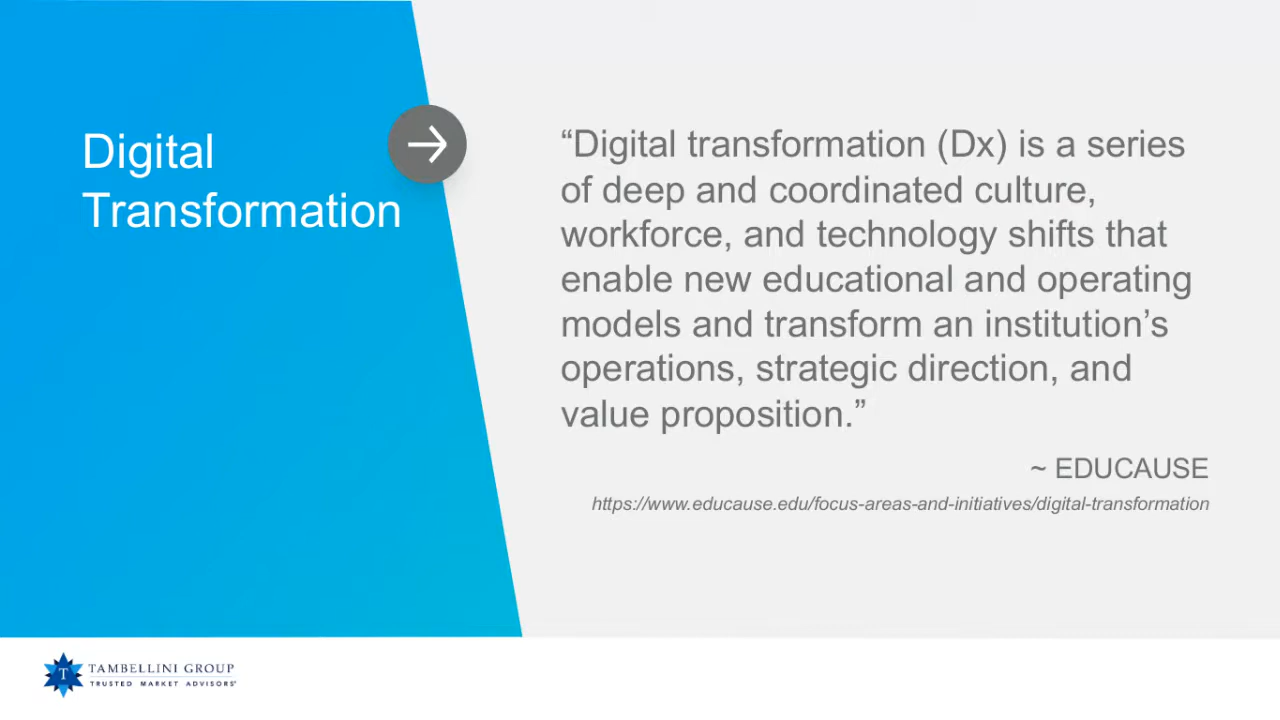 Digital
Transformation
“Digital transformation (Dx) is a series
of deep and coordinated culture,
workforce, and technology shifts that
enable new educational and operating
models and transform an institution’s
operations, strategic direction, and
value proposition.”
~ EDUCAUSE
https://www.educause.edu/focus-areas-and-initiatives/digital-transformation
T
TAMBELLINI GROUP
TRUSTED MARKET ADVISORS®